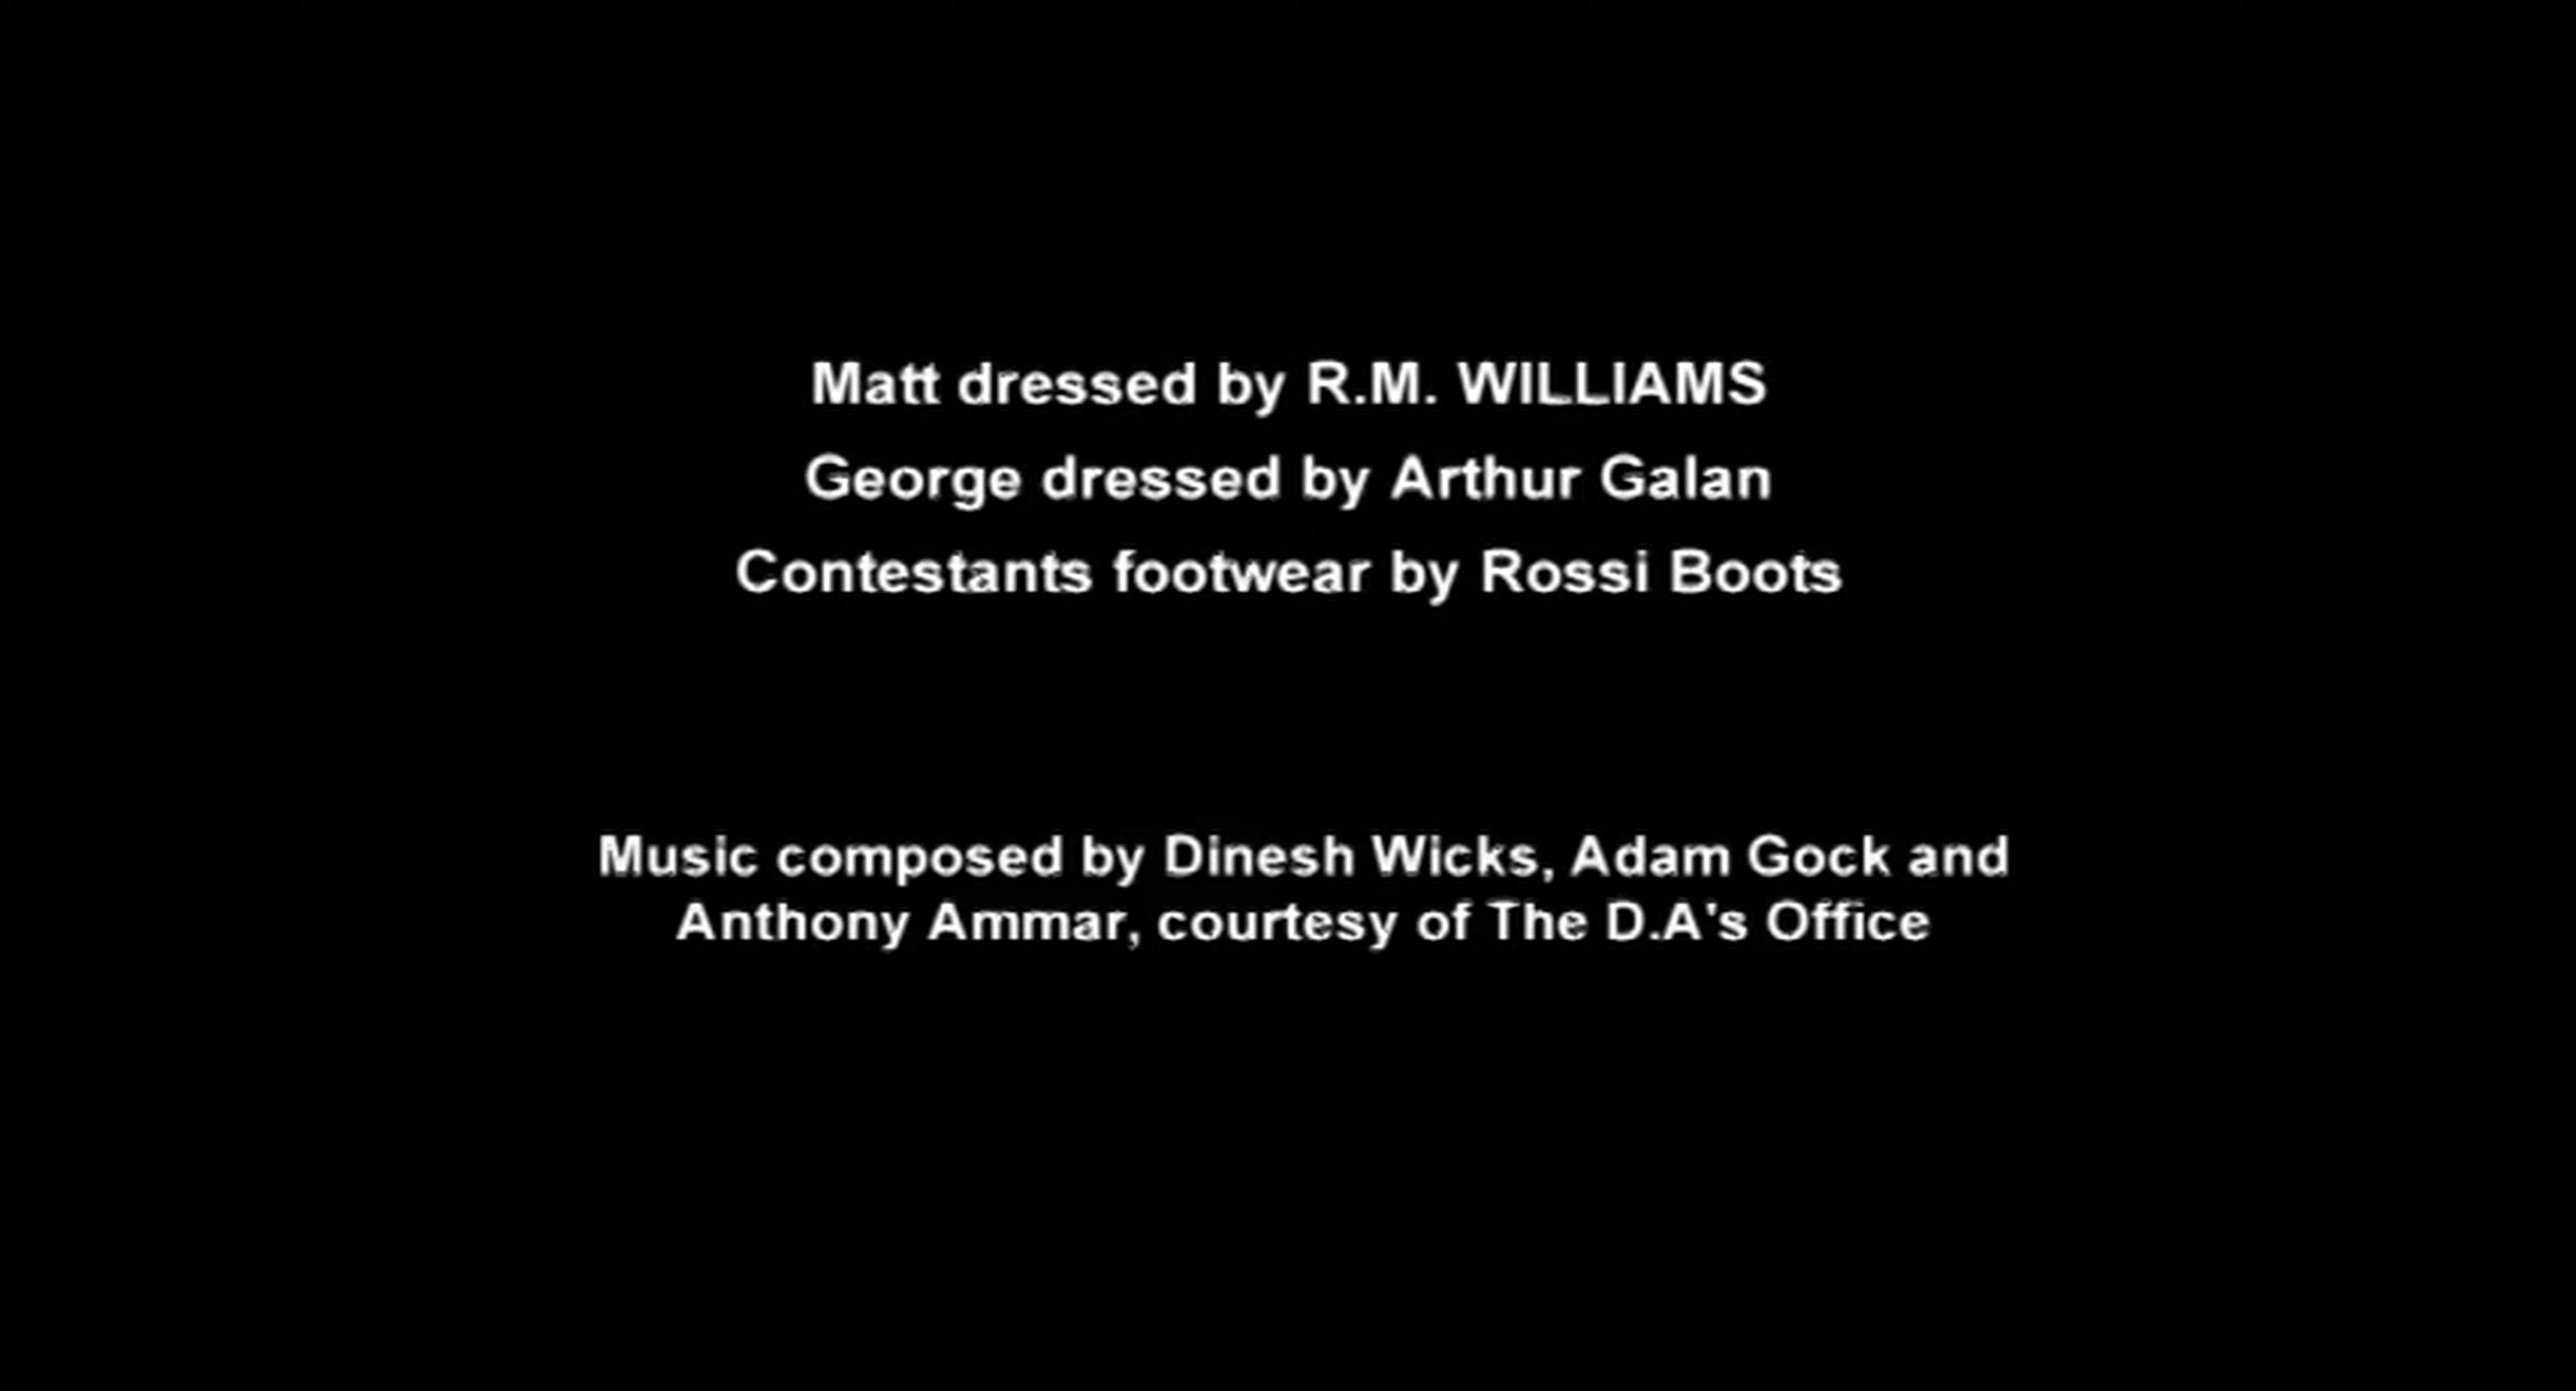 Matt dressed by R.M. WILLIAMS
George dressed by Arthur Galan
Contestants footwear by Rossi Boots
Music composed by Dinesh Wicks, Adam Gock and
Anthony Ammar, courtesy of The D.A's Office